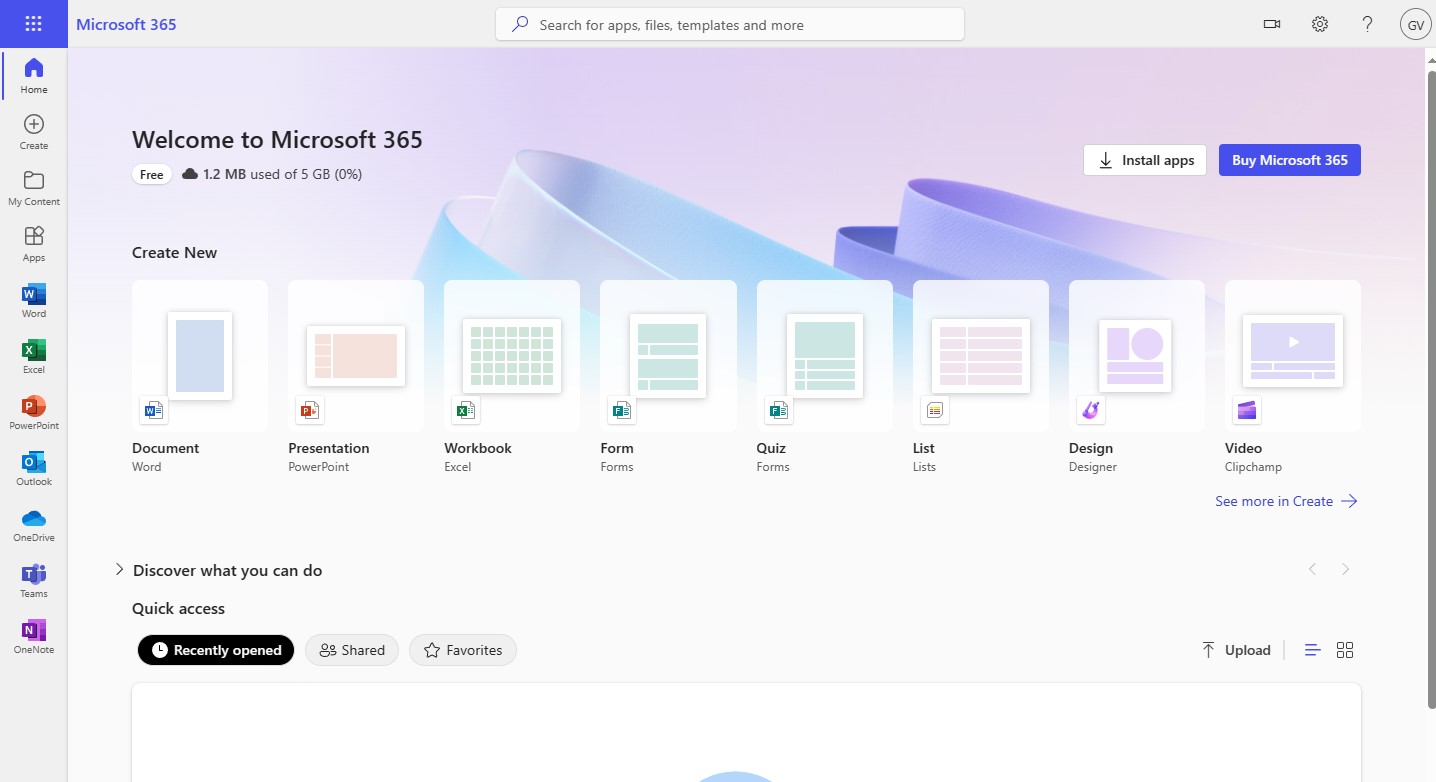 Microsoft 365
Search for apps, files, templates and more
?
GV
Home
Create
My Content
Apps
W
Word
X
Excel
P
PowerPoint
O
Outlook
OneDrive
T
Teams
N
OneNote
Welcome to Microsoft 365
Free
1.2 MB used of 5 GB (0%)
Install apps
Buy Microsoft 365
Create New
W
Document
Word
P
Presentation
PowerPoint
X
Workbook
Excel
F
Form
Forms
F
Quiz
Forms
List
Lists
Design
Designer
Video
Clipchamp
See more in Create
Discover what you can do
Quick access
Recently opened
Shared
Favorites
Upload